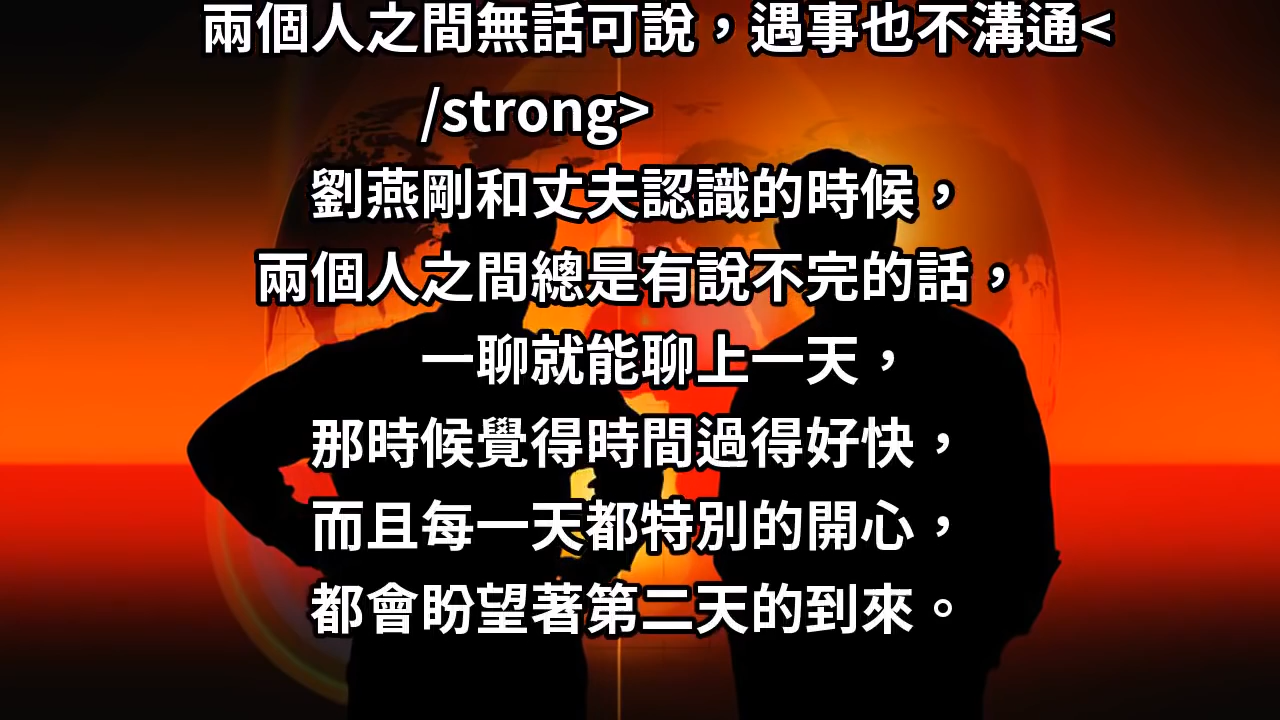 兩個人之間無話可說，遇事也不溝通<
/strong>
劉燕剛和丈夫認識的時候，
兩個人之間總是有說不完的話，
一聊就能聊上一天，
那時候覺得時間過得好快，
而且每一天都特別的開心，
都會盼望著第二天的到來。